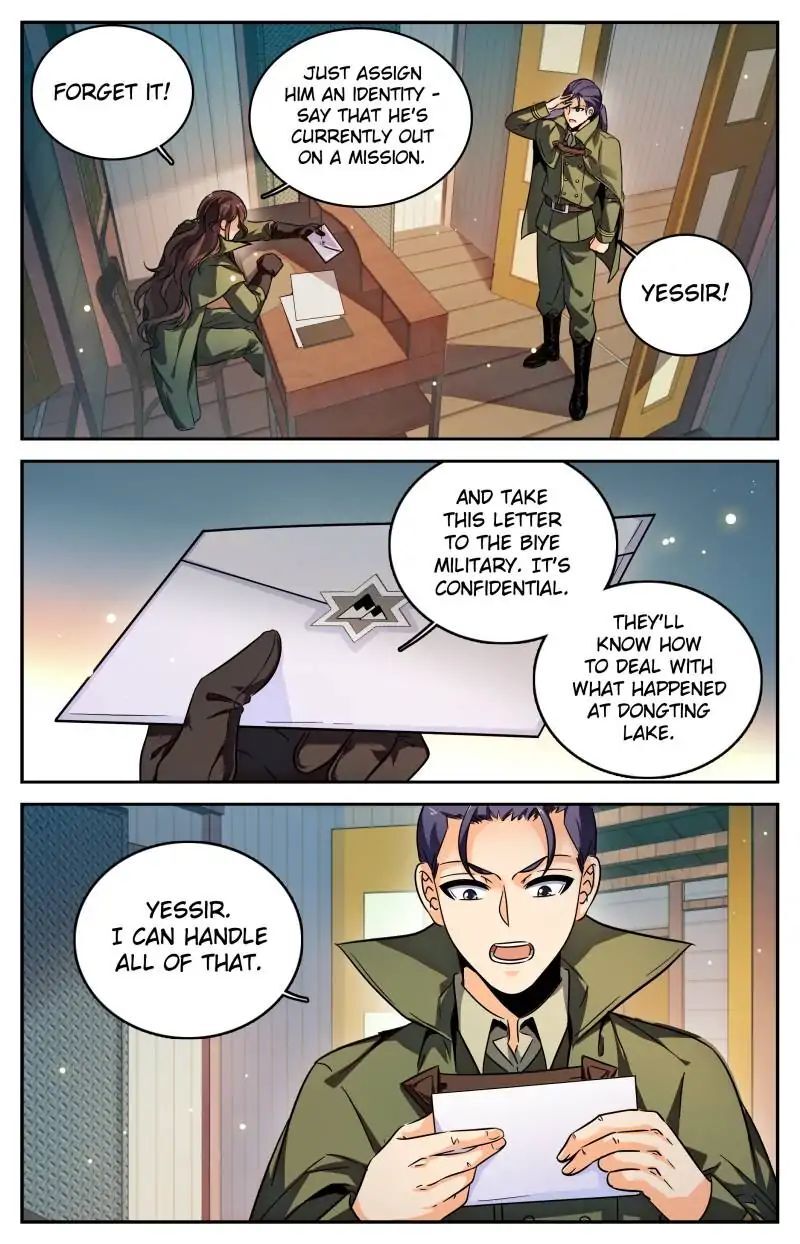 FORGET IT!
JUST ASSIGN
HIM AN IDENTITY -
SAY THAT HE'S
CURRENTLY OUT
ON A MISSION.
YESSIR!
AND TAKE
THIS LETTER
TO THE BIYE
MILITARY. IT'S
CONFIDENTIAL.
THEY'LL
KNOW HOW
TO DEAL WITH
WHAT HAPPENED
AT DONGTING
LAKE.
YESSIR.
I CAN HANDLE
ALL OF THAT.